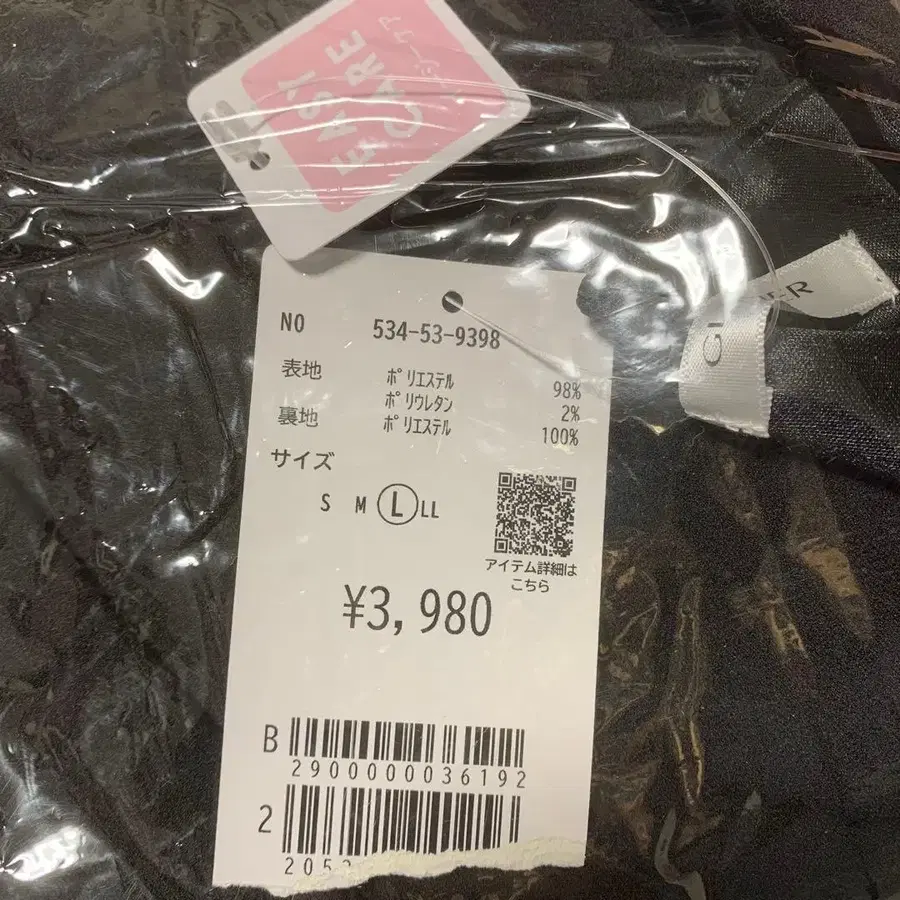 EASY
CARE
NO 534-53-9398
表地 ポリエステル 98%
ポリウレタン 2%
裏地 ポリエステル 100%
サイズ
S M L LL
アイテム詳細は
こちら
¥3,980
B
2900000036192
2